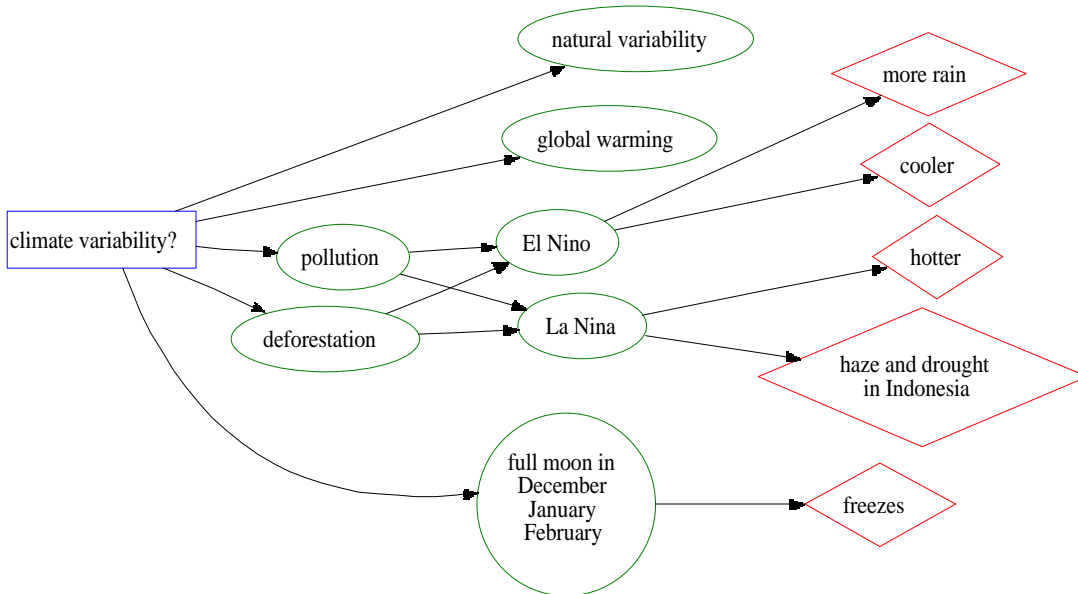 natural variability
more rain
global warming
cooler
climate variability?
pollution
El Nino
hotter
deforestation
La Nina
haze and drought
in Indonesia
full moon in
December
January
February
freezes